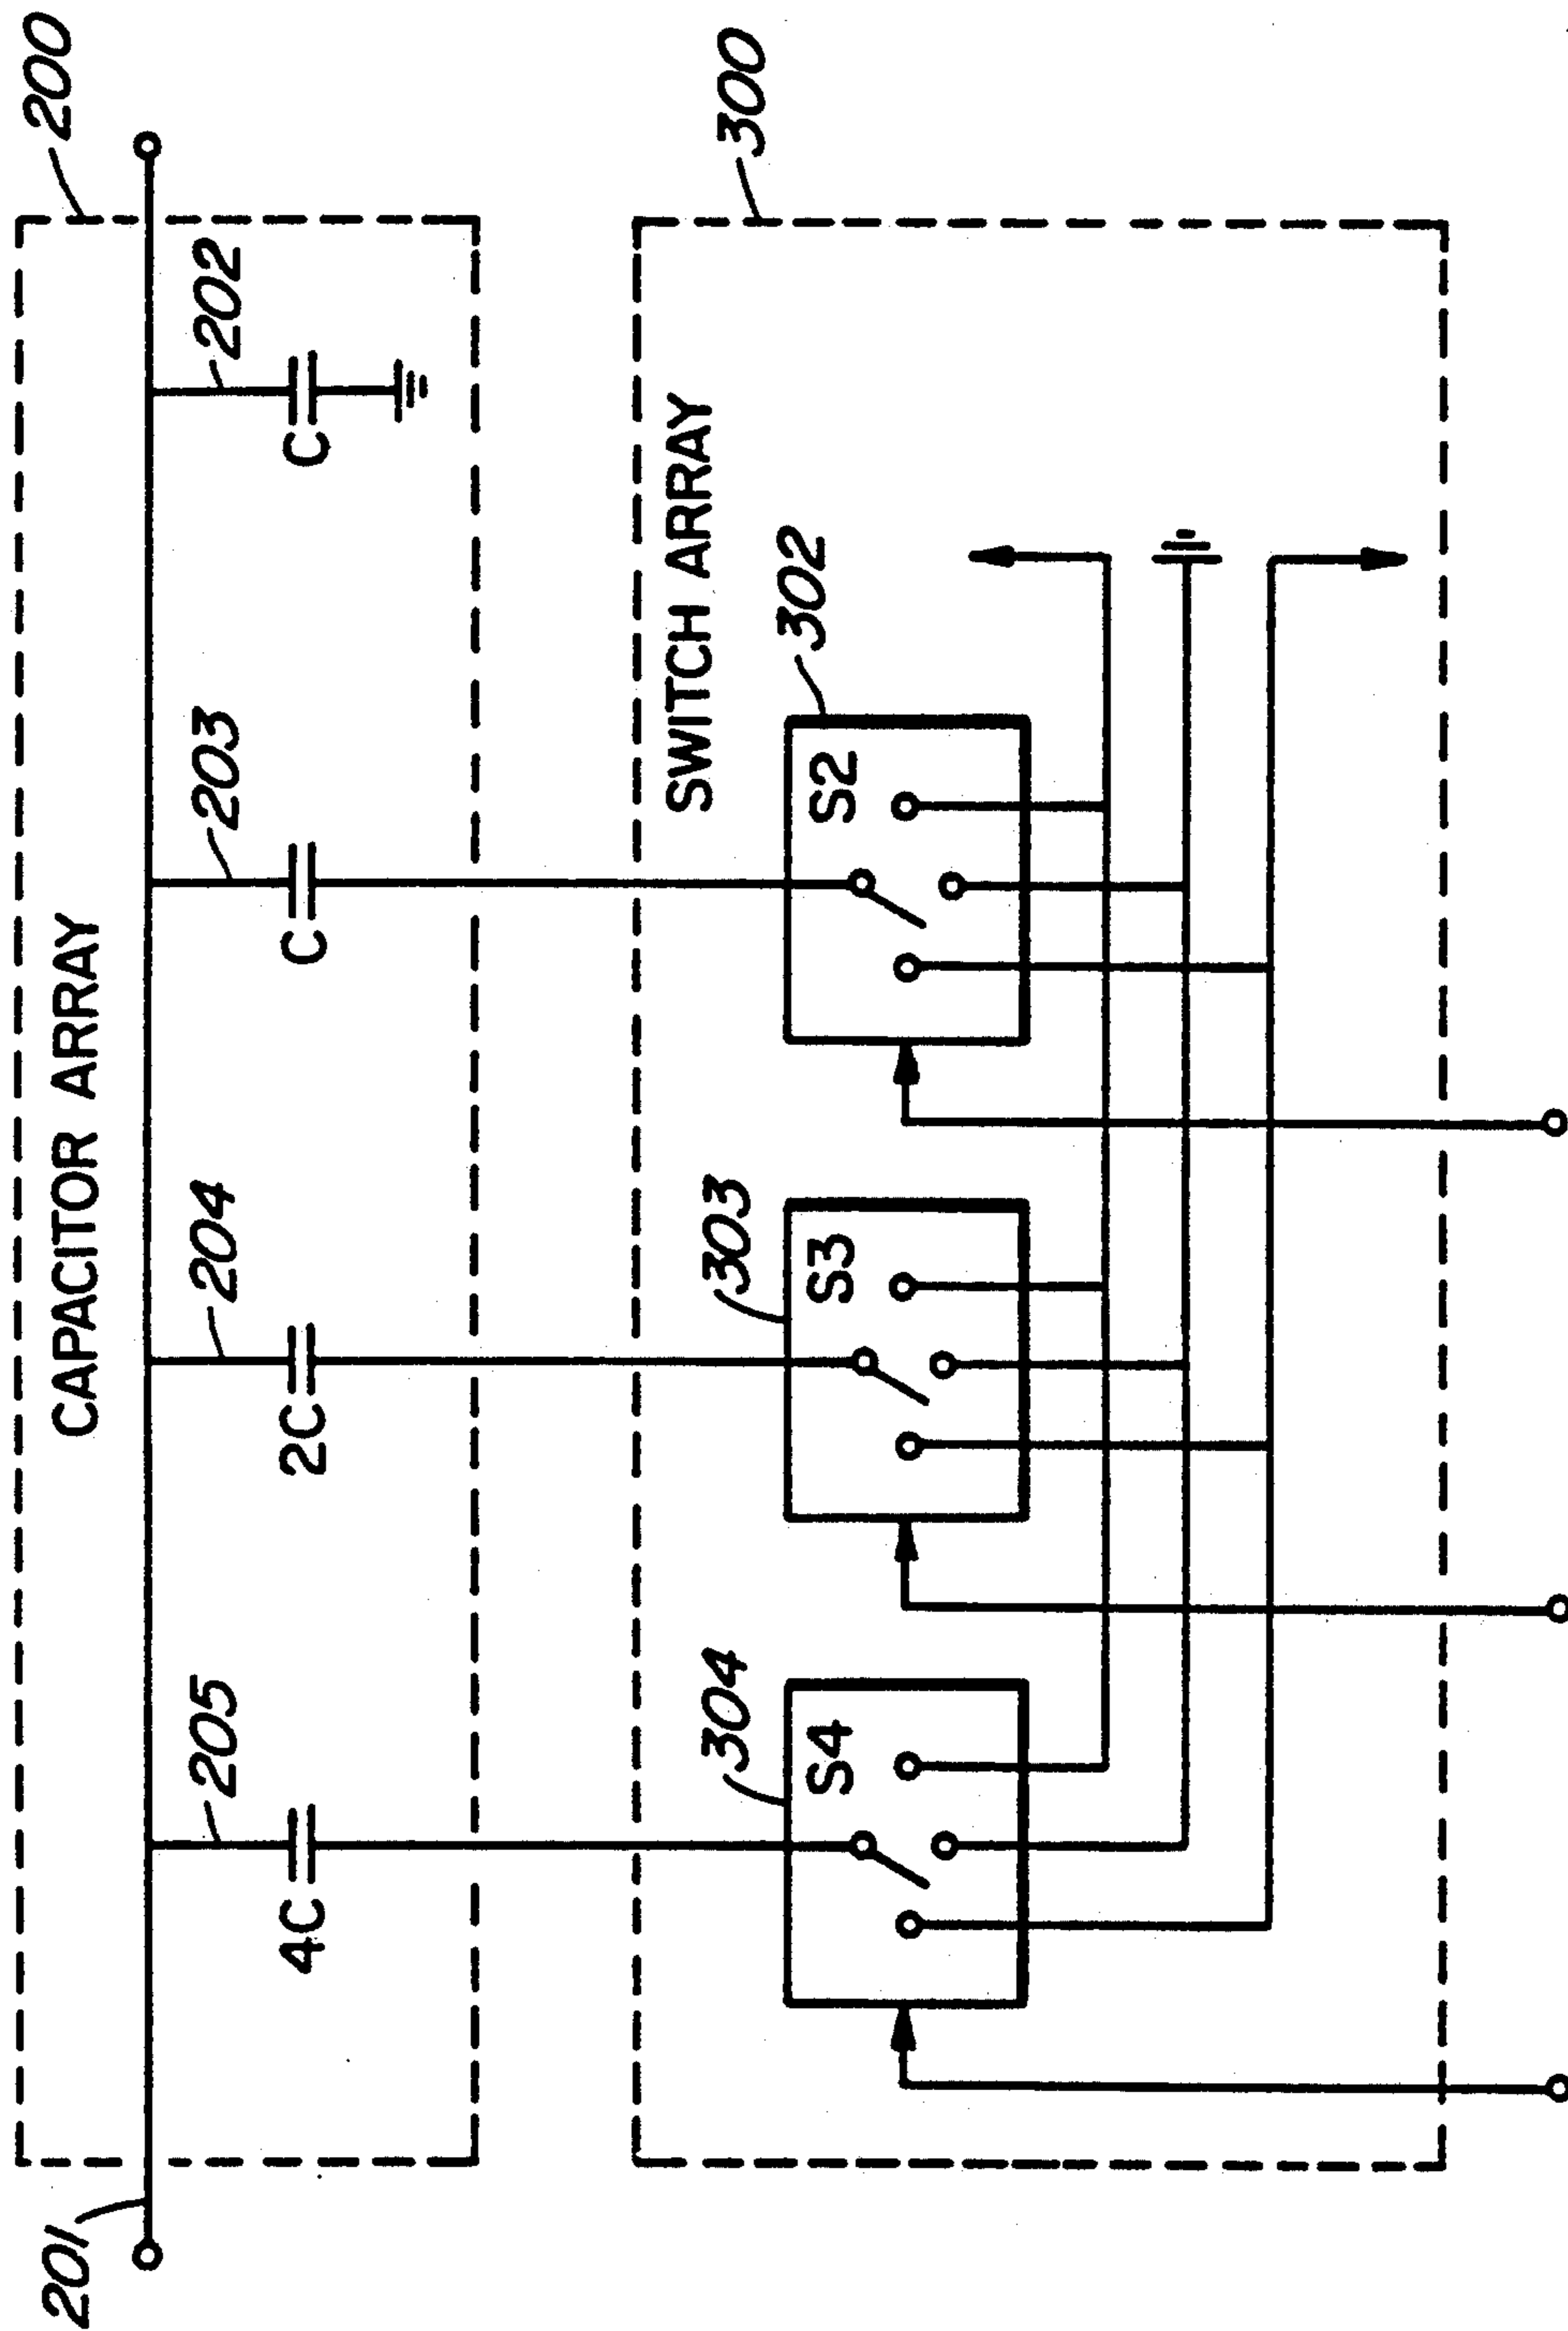 CAPACITOR ARRAY
200
201
205
204
203
202
4C
2C
C
C
SWITCH ARRAY
300
304
303
302
S4
S3
S2